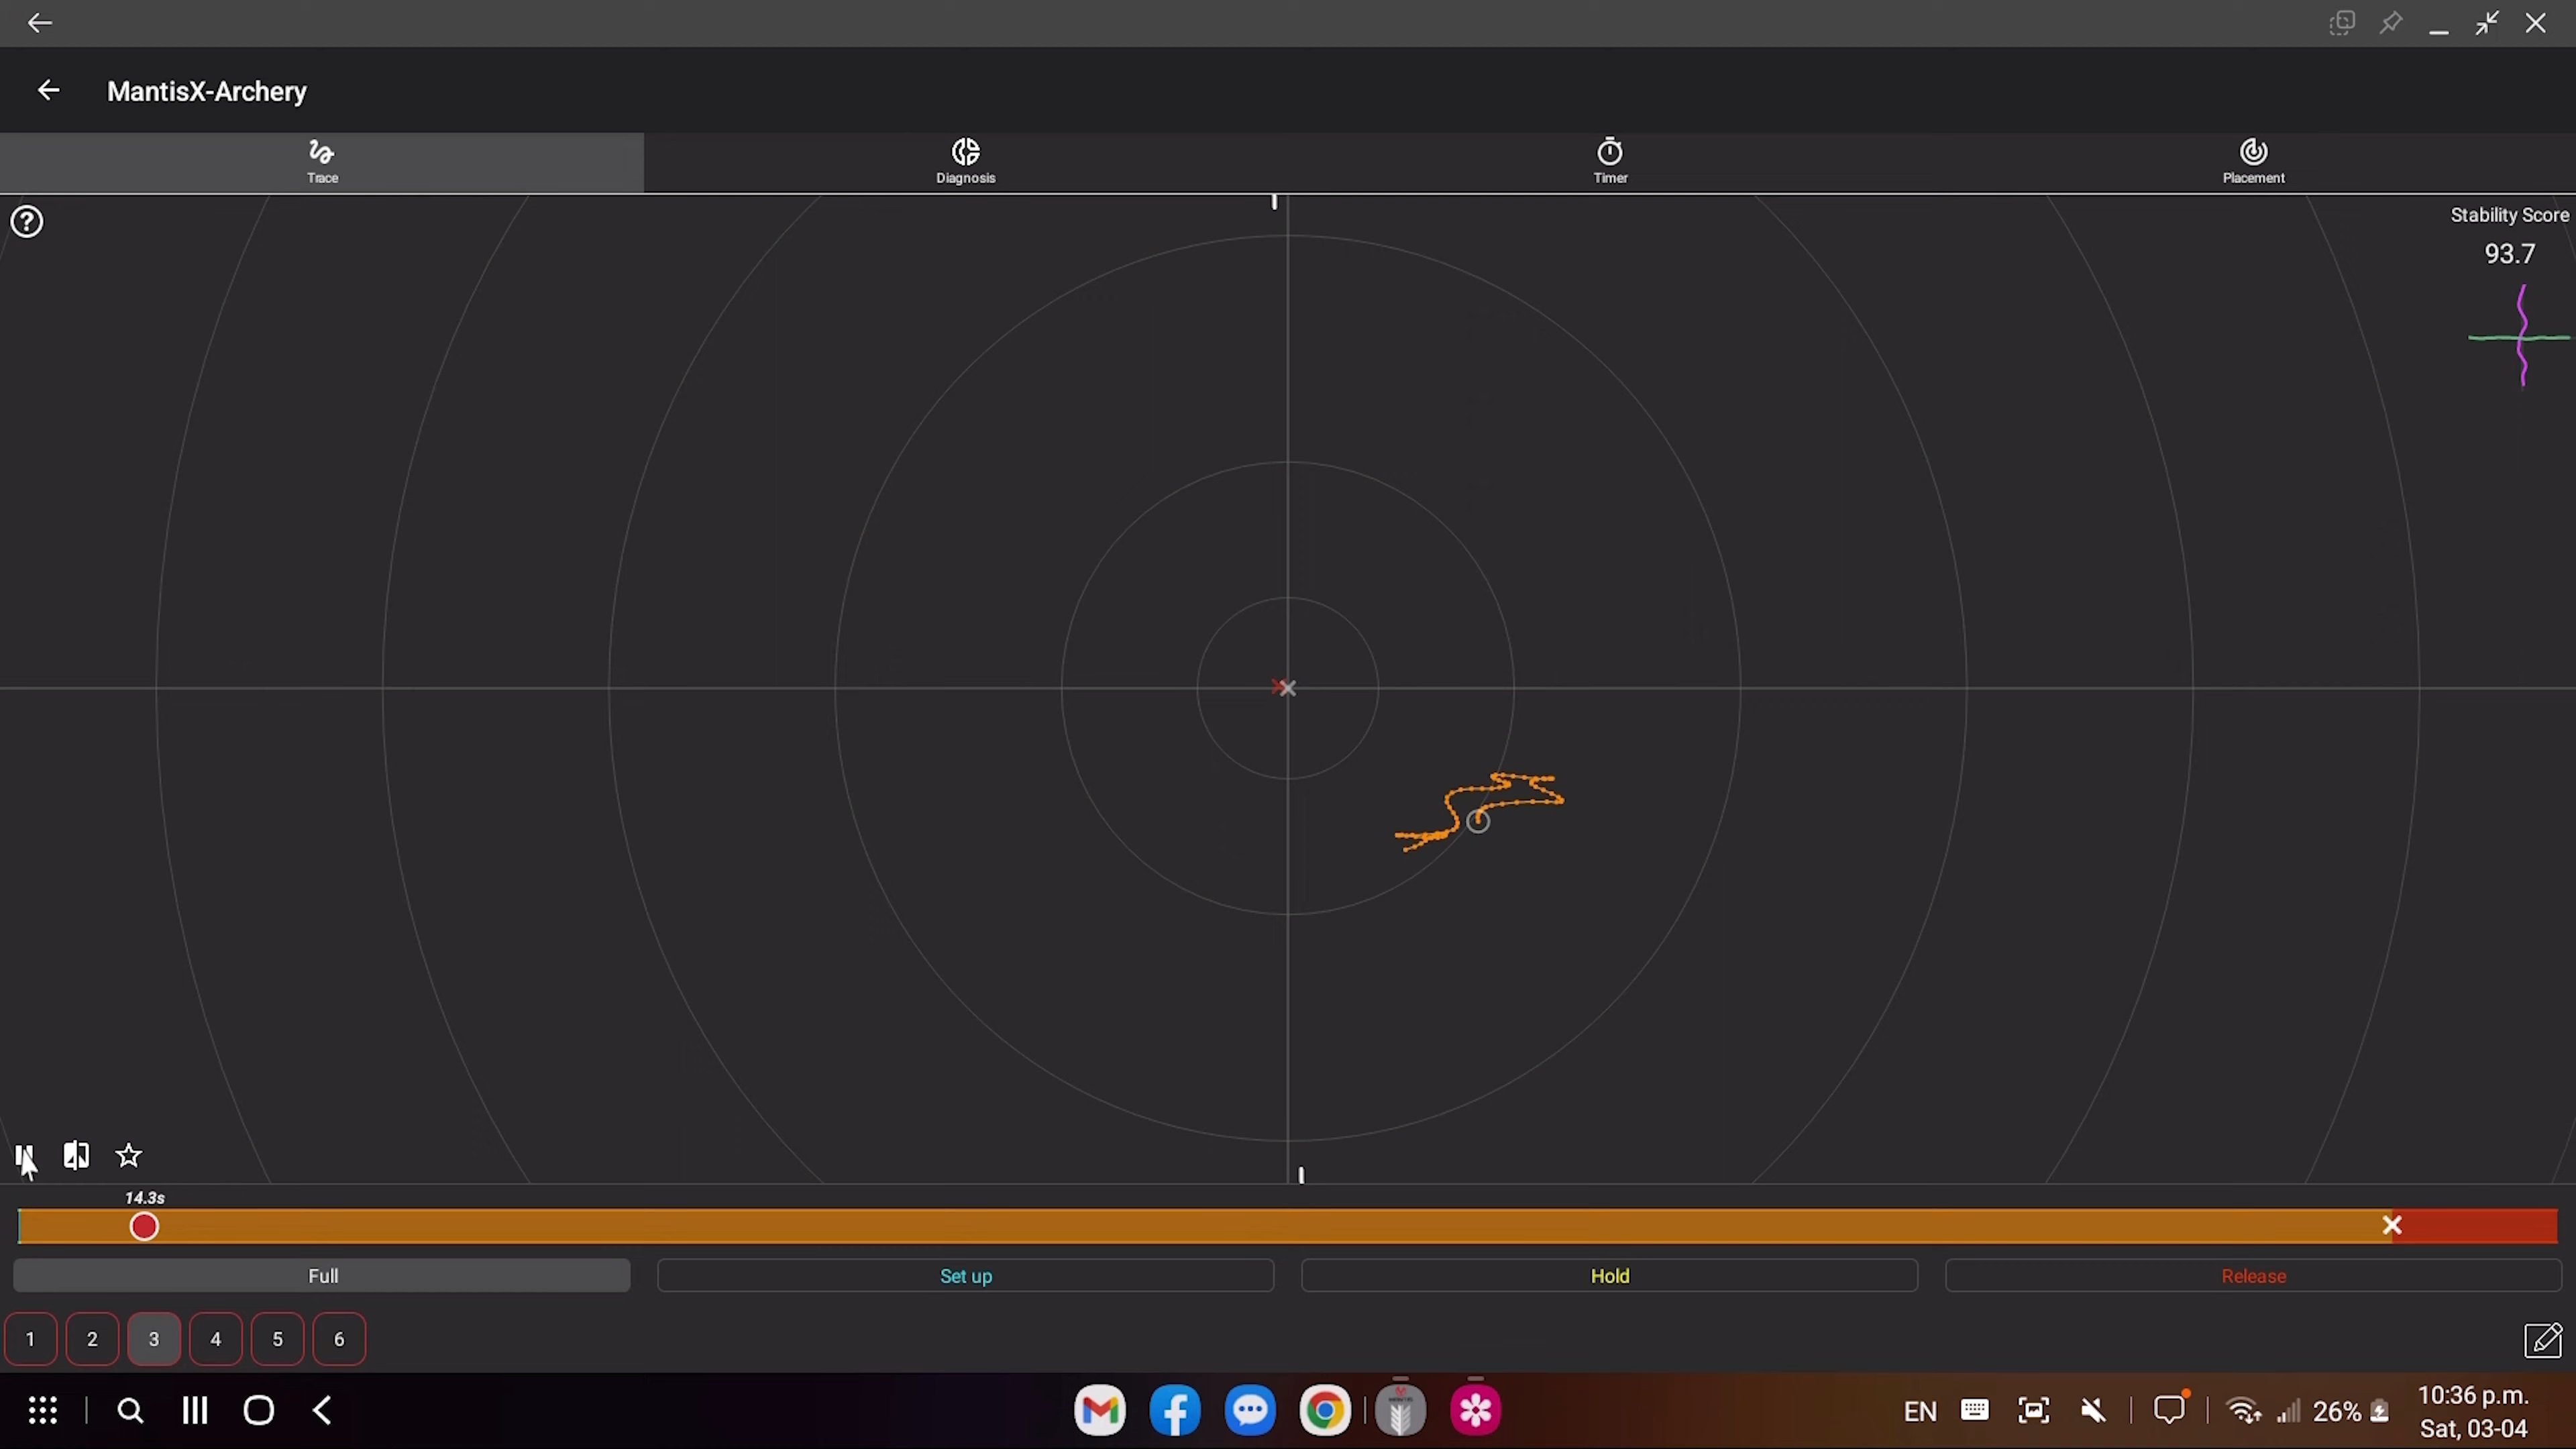 MantisX-Archery
Trace
Diagnosis
Timer
Placement
Stability Score
93.7
14.3s
Full
Set up
Hold
Release
1
2
3
4
5
6
EN
26%
10:36 p.m.
Sat, 03-04